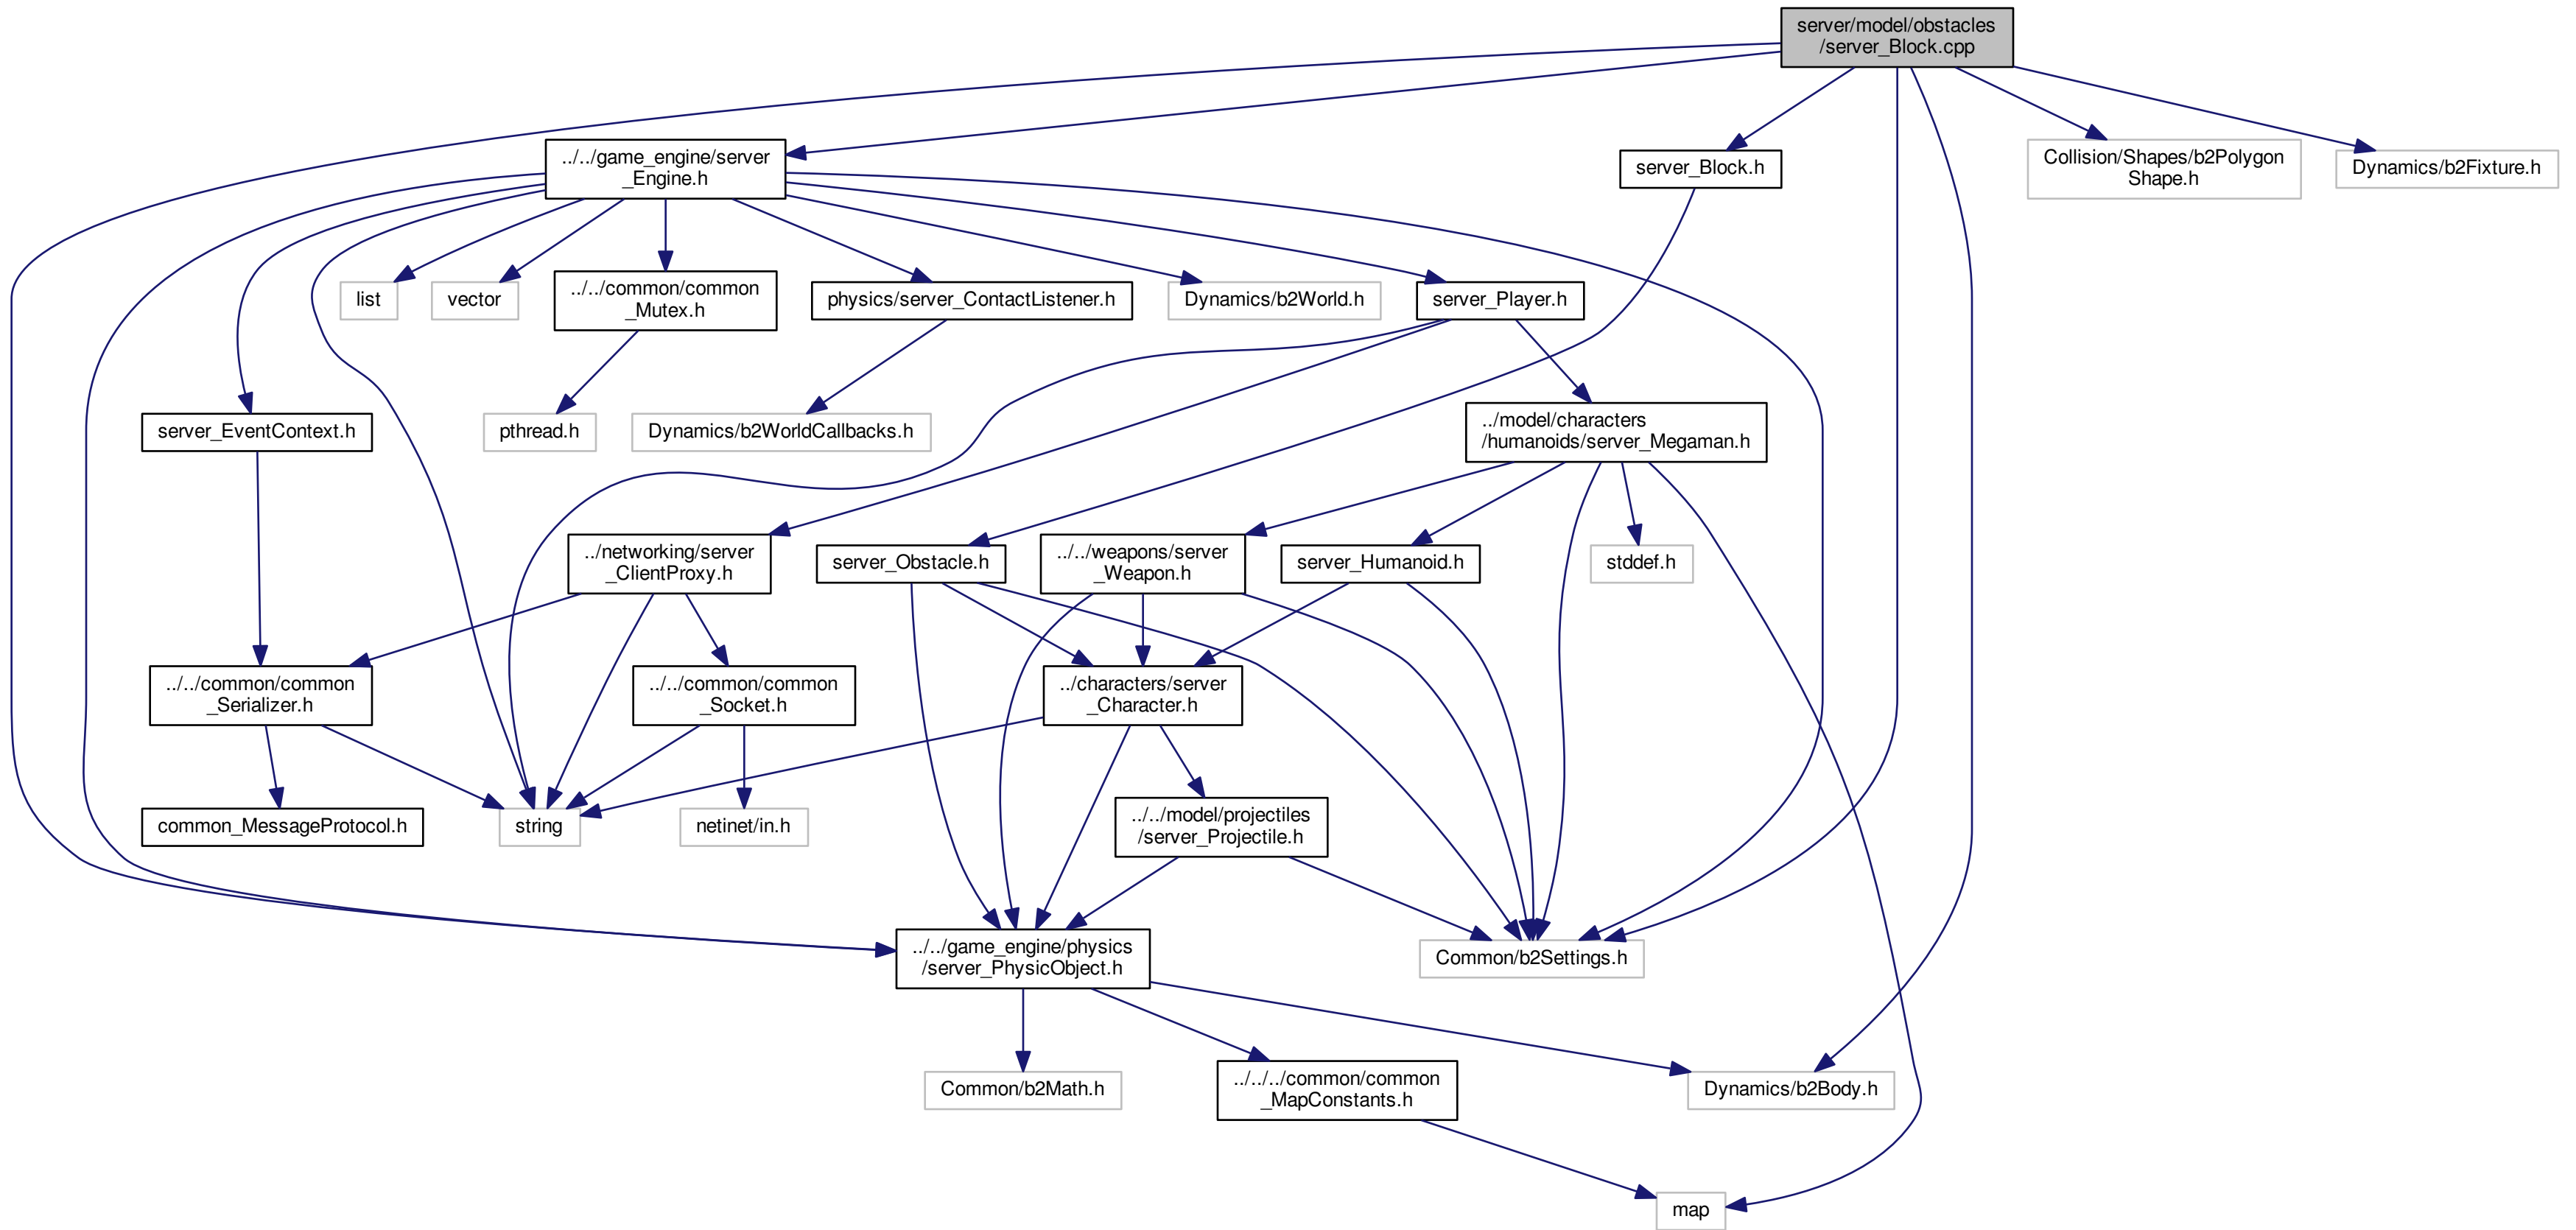 server/model/obstacles
/server_Block.cpp
../../game_engine/server
_Engine.h
server_Block.h
Collision/Shapes/b2Polygon
Shape.h
Dynamics/b2Fixture.h
list
vector
../../common/common
_Mutex.h
physics/server_ContactListener.h
Dynamics/b2World.h
server_Player.h
server_EventContext.h
pthread.h
Dynamics/b2WorldCallbacks.h
../model/characters
/humanoids/server_Megaman.h
../networking/server
_ClientProxy.h
server_Obstacle.h
../../weapons/server
_Weapon.h
server_Humanoid.h
stddef.h
../../common/common
_Serializer.h
../../common/common
_Socket.h
../characters/server
_Character.h
common_MessageProtocol.h
string
netinet/in.h
../../model/projectiles
/server_Projectile.h
../../game_engine/physics
/server_PhysicObject.h
Common/b2Settings.h
Common/b2Math.h
../../../common/common
_MapConstants.h
Dynamics/b2Body.h
map